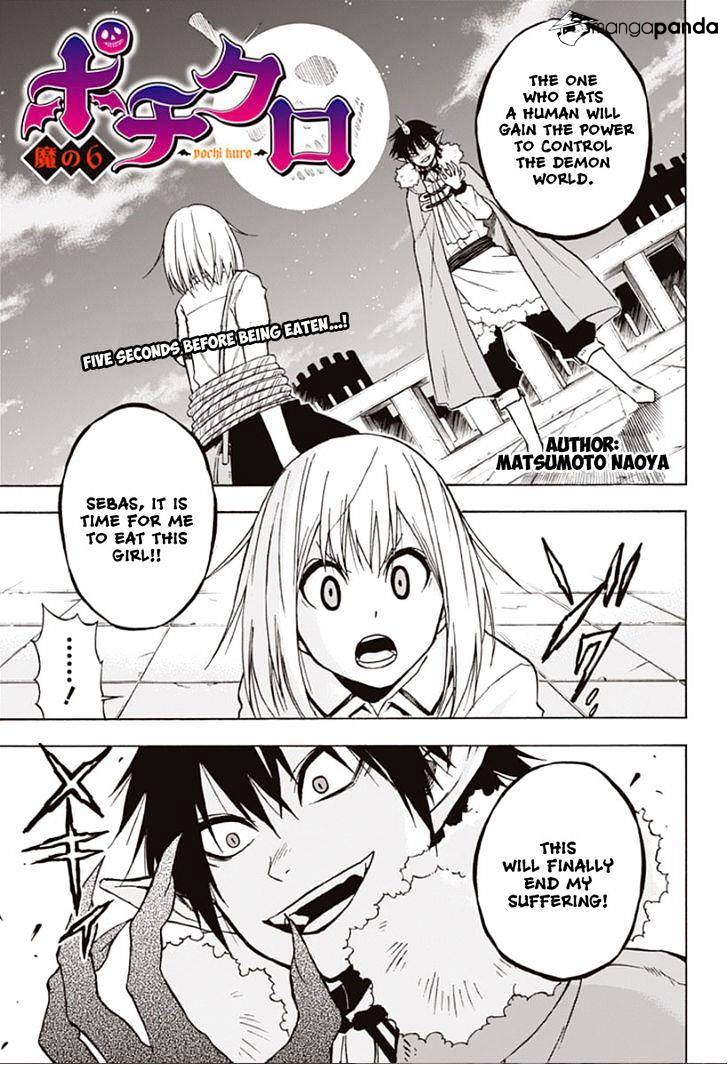 mangapanda
ポチクロ
pochi kuro
魔の6
THE ONE
WHO EATS
A HUMAN WILL
GAIN THE POWER
TO CONTROL
THE DEMON
WORLD.
FIVE SECONDS BEFORE BEING EATEN...!
AUTHOR:
MATSUMOTO NAOYA
SEBAS, IT IS
TIME FOR ME
TO EAT THIS
GIRL!!
......!
THIS
WILL FINALLY
END MY
SUFFERING!